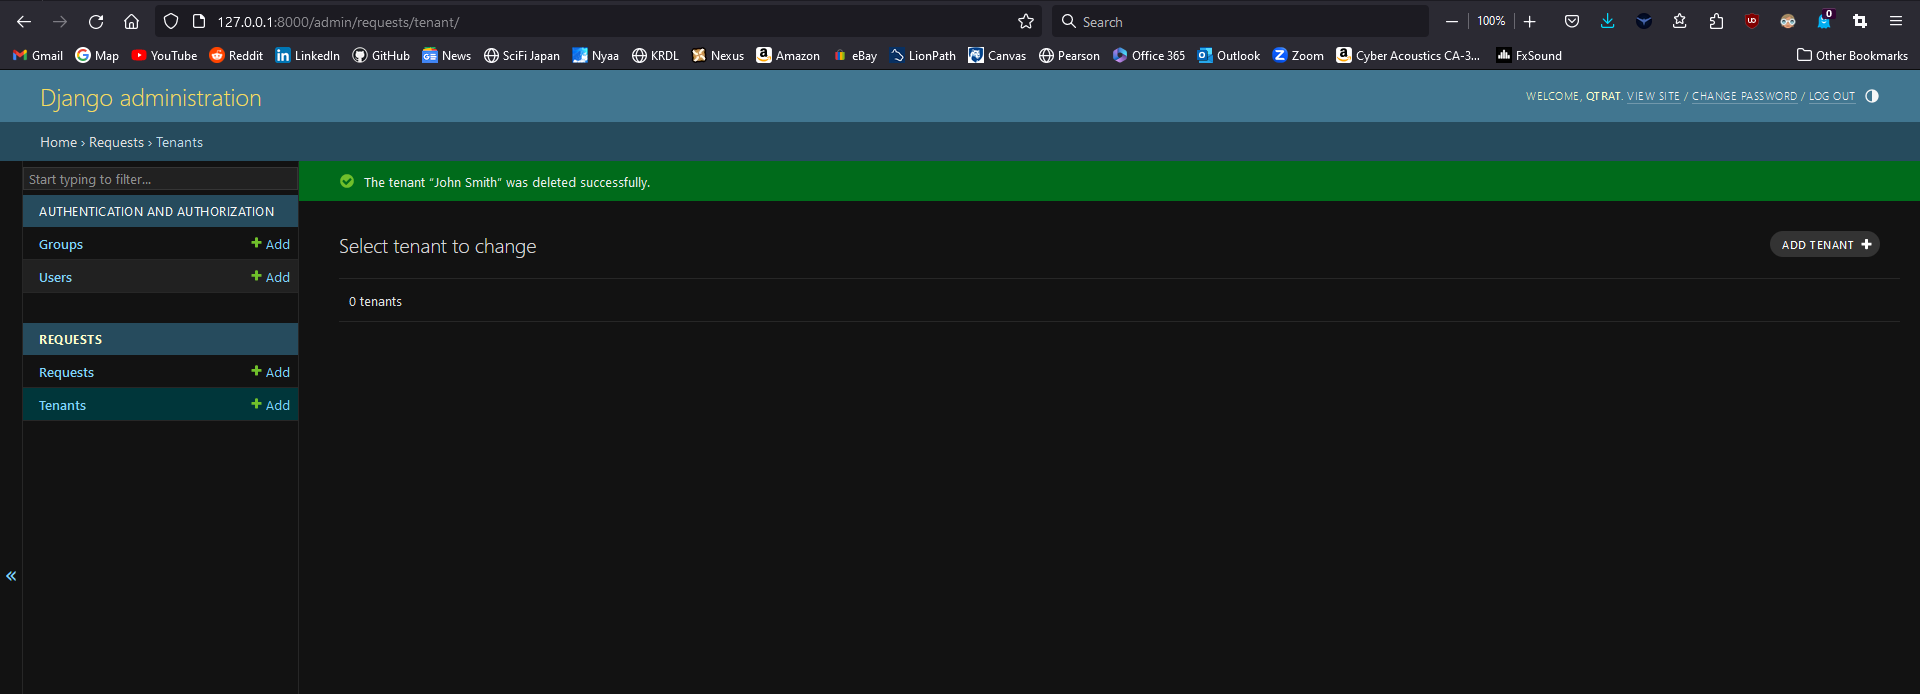 127.0.0.1:8000/admin/requests/tenant/
Search
100%
0
Gmail Map YouTube Reddit LinkedIn GitHub News SciFi Japan Nyaa KRDL Nexus Amazon eBay LionPath Canvas Pearson Office 365 Outlook Zoom Cyber Acoustics CA-3... FxSound Other Bookmarks
Django administration
WELCOME, QTRAT. VIEW SITE / CHANGE PASSWORD / LOG OUT
Home › Requests › Tenants
Start typing to filter...
The tenant “John Smith” was deleted successfully.
AUTHENTICATION AND AUTHORIZATION
Groups Add
Users Add
Select tenant to change
ADD TENANT
0 tenants
REQUESTS
Requests Add
Tenants Add
«